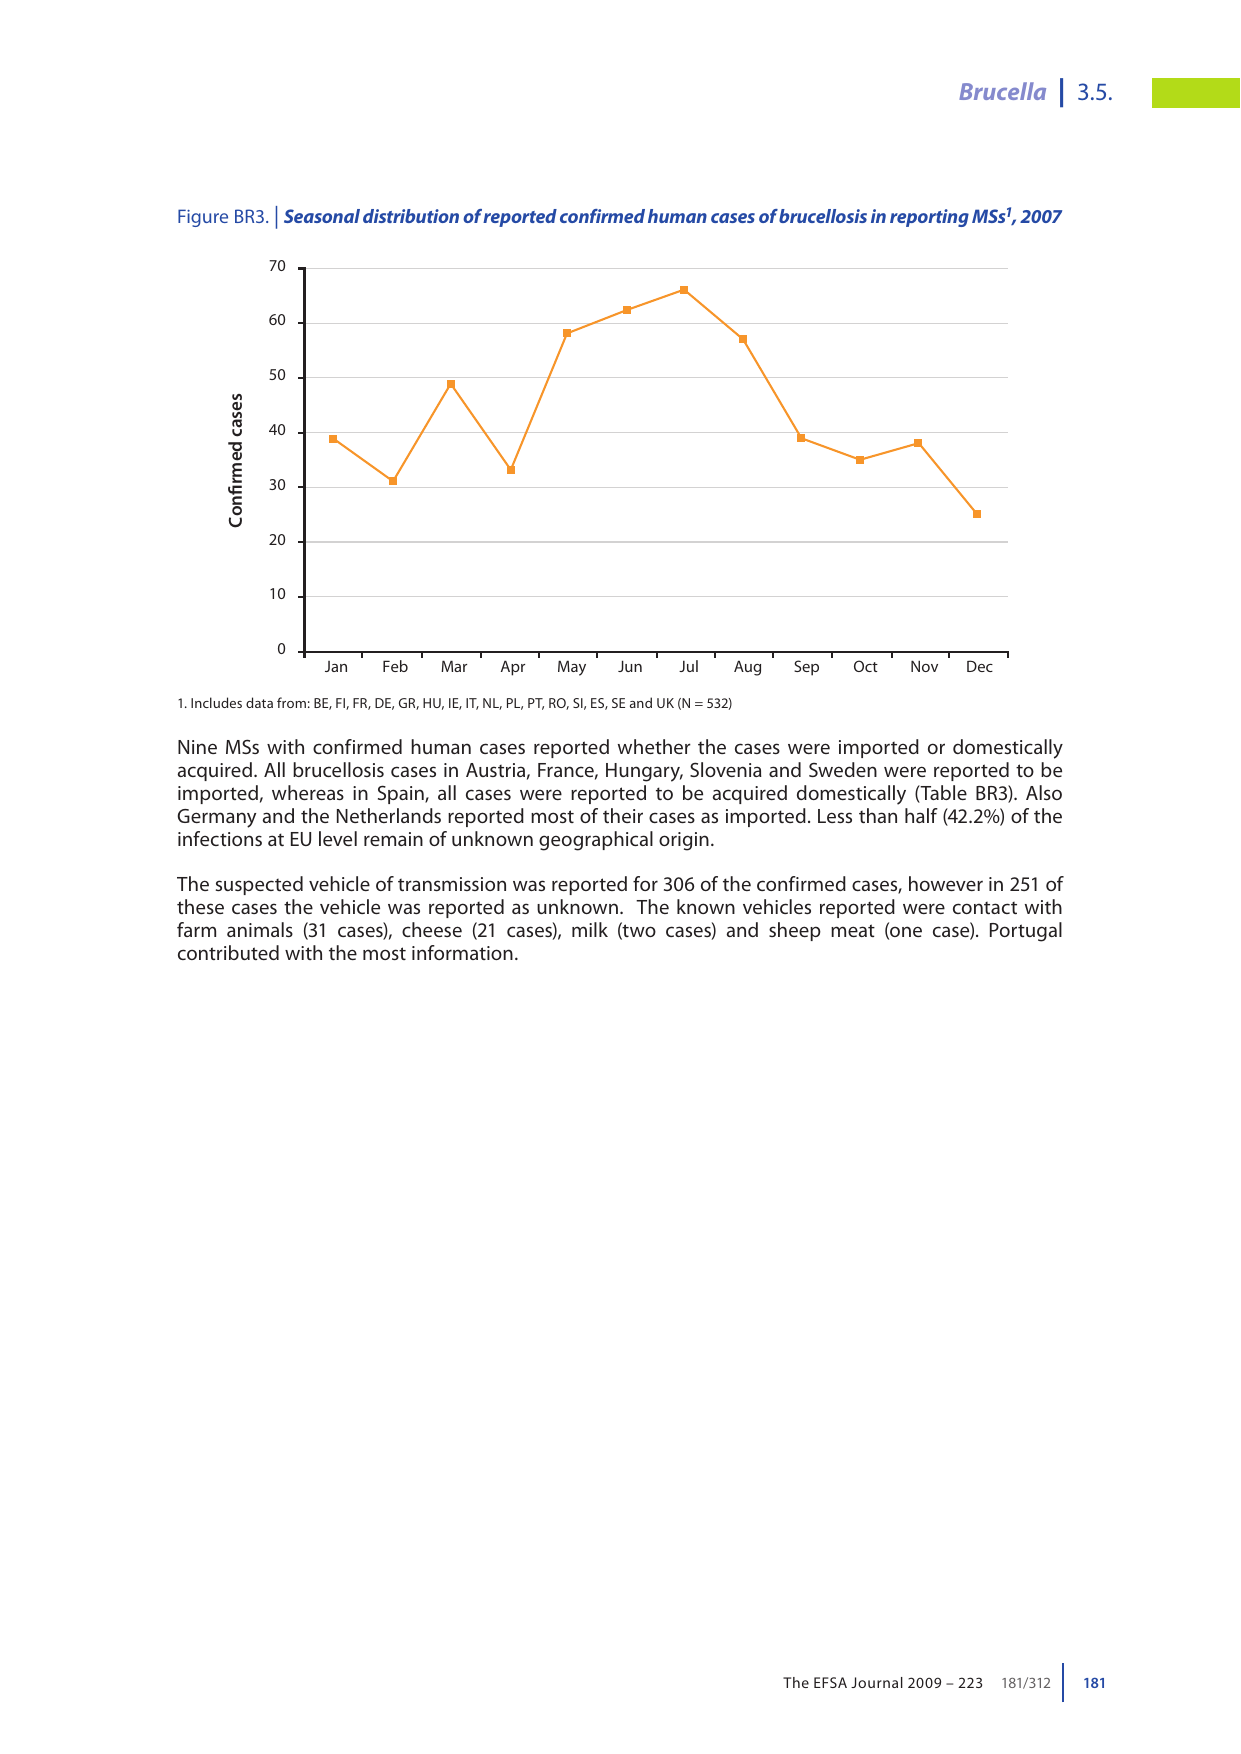 Brucella | 3.5.
Figure BR3. | Seasonal distribution of reported confirmed human cases of brucellosis in reporting MSs1, 2007
70
60
50
40
30
20
10
0
Confirmed cases
Jan Feb Mar Apr May Jun Jul Aug Sep Oct Nov Dec
1. Includes data from: BE, FI, FR, DE, GR, HU, IE, IT, NL, PL, PT, RO, SI, ES, SE and UK (N = 532)
Nine MSs with confirmed human cases reported whether the cases were imported or domestically
acquired. All brucellosis cases in Austria, France, Hungary, Slovenia and Sweden were reported to be
imported, whereas in Spain, all cases were reported to be acquired domestically (Table BR3). Also
Germany and the Netherlands reported most of their cases as imported. Less than half (42.2%) of the
infections at EU level remain of unknown geographical origin.
The suspected vehicle of transmission was reported for 306 of the confirmed cases, however in 251 of
these cases the vehicle was reported as unknown. The known vehicles reported were contact with
farm animals (31 cases), cheese (21 cases), milk (two cases) and sheep meat (one case). Portugal
contributed with the most information.
The EFSA Journal 2009 – 223 181/312 181